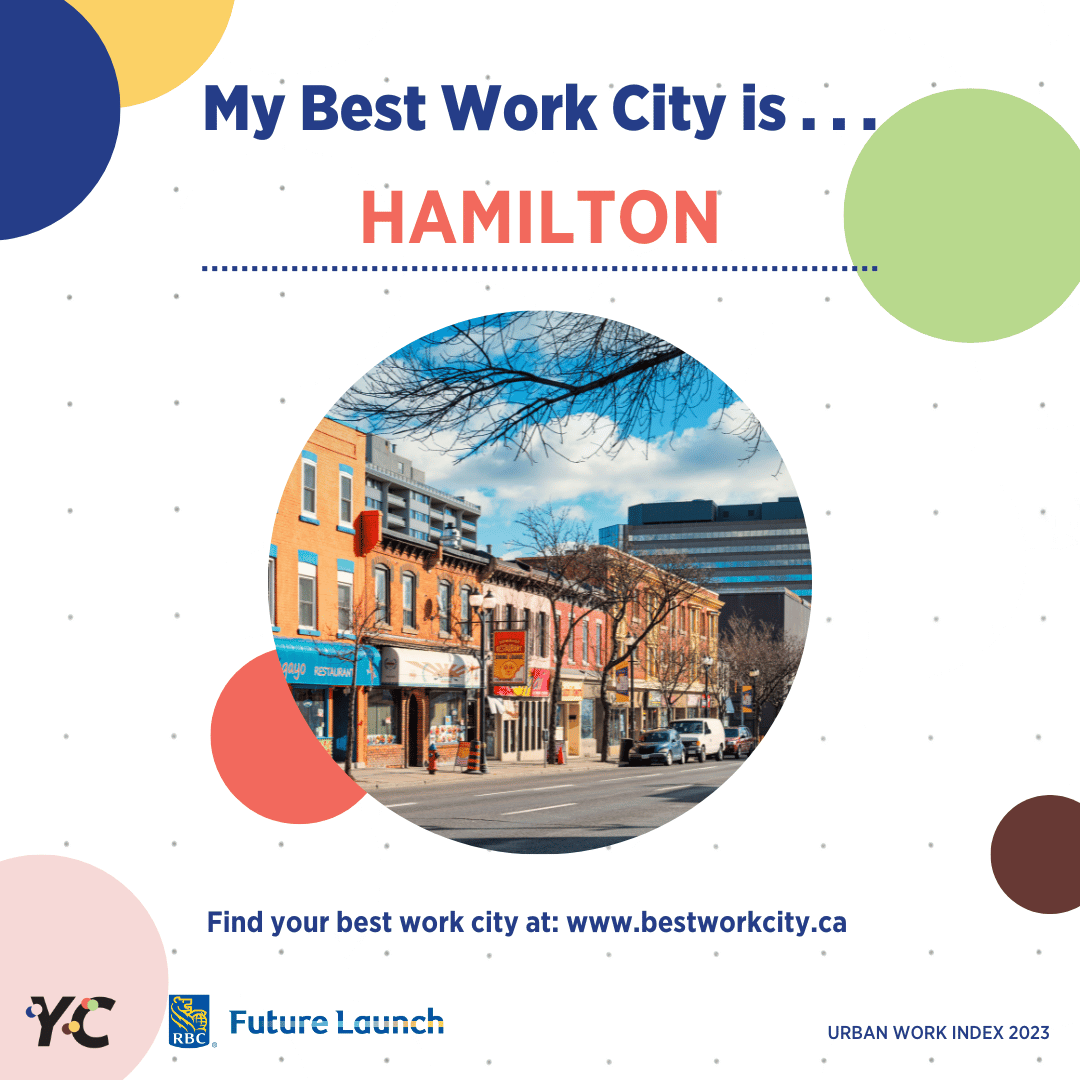 My Best Work City is . . .
HAMILTON
RESTAURANT
Find your best work city at: www.bestworkcity.ca
YC
RBC
®
Future Launch
URBAN WORK INDEX 2023